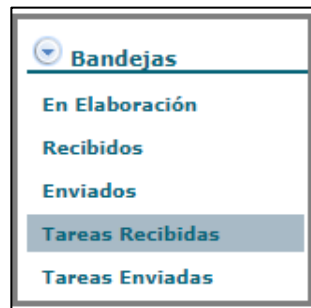 Bandejas
En Elaboración
Recibidos
Enviados
Tareas Recibidas
Tareas Enviadas